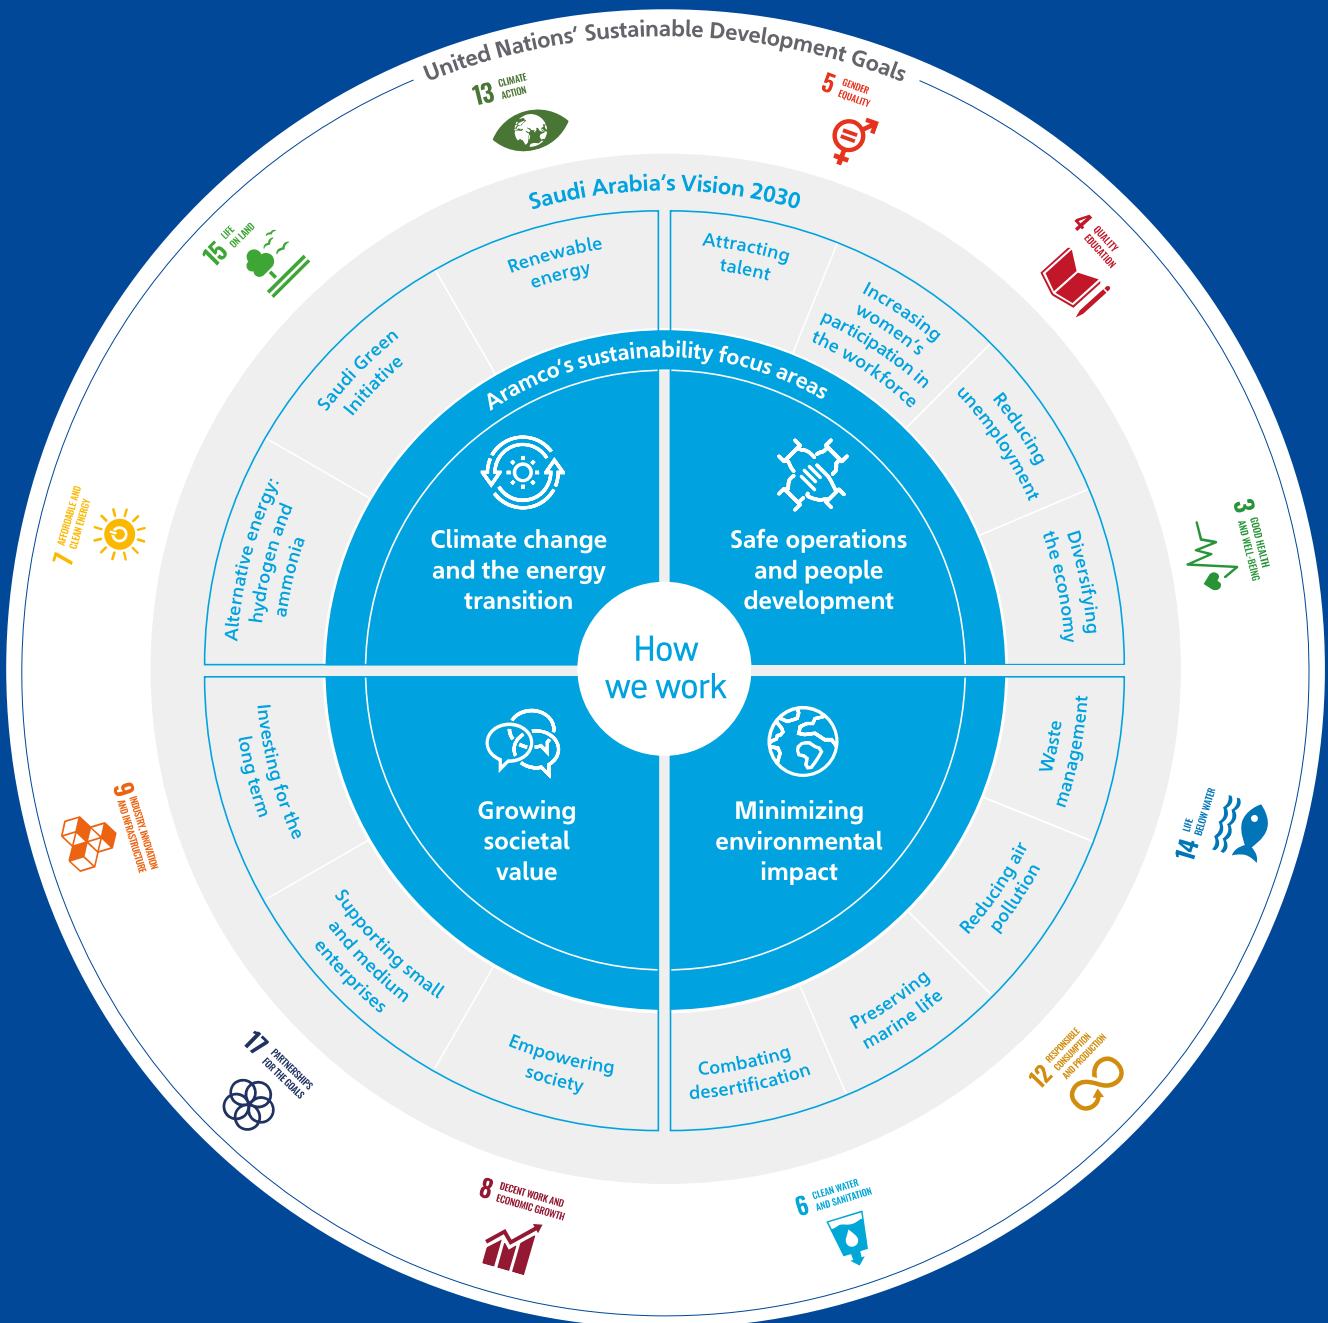 United Nations’ Sustainable Development Goals
13 CLIMATE
ACTION
5 GENDER
EQUALITY
4 QUALITY
EDUCATION
3 GOOD HEALTH
AND WELL-BEING
14 LIFE
BELOW WATER
12 RESPONSIBLE
CONSUMPTION
AND PRODUCTION
6 CLEAN WATER
AND SANITATION
8 DECENT WORK AND
ECONOMIC GROWTH
17 PARTNERSHIPS
FOR THE GOALS
9 INDUSTRY, INNOVATION
AND INFRASTRUCTURE
7 AFFORDABLE AND
CLEAN ENERGY
15 LIFE
ON LAND
Saudi Arabia’s Vision 2030
Renewable
energy
Attracting
talent
Increasing
women’s
participation in
the workforce
Reducing
unemployment
Diversifying
the economy
Waste
management
Reducing air
pollution
Preserving
marine life
Combating
desertification
Empowering
society
Supporting small
and medium
enterprises
Investing for the
long term
Alternative energy:
hydrogen and
ammonia
Saudi Green
Initiative
Aramco’s sustainability focus areas
Climate change
and the energy
transition
Safe operations
and people
development
How
we work
Growing
societal
value
Minimizing
environmental
impact